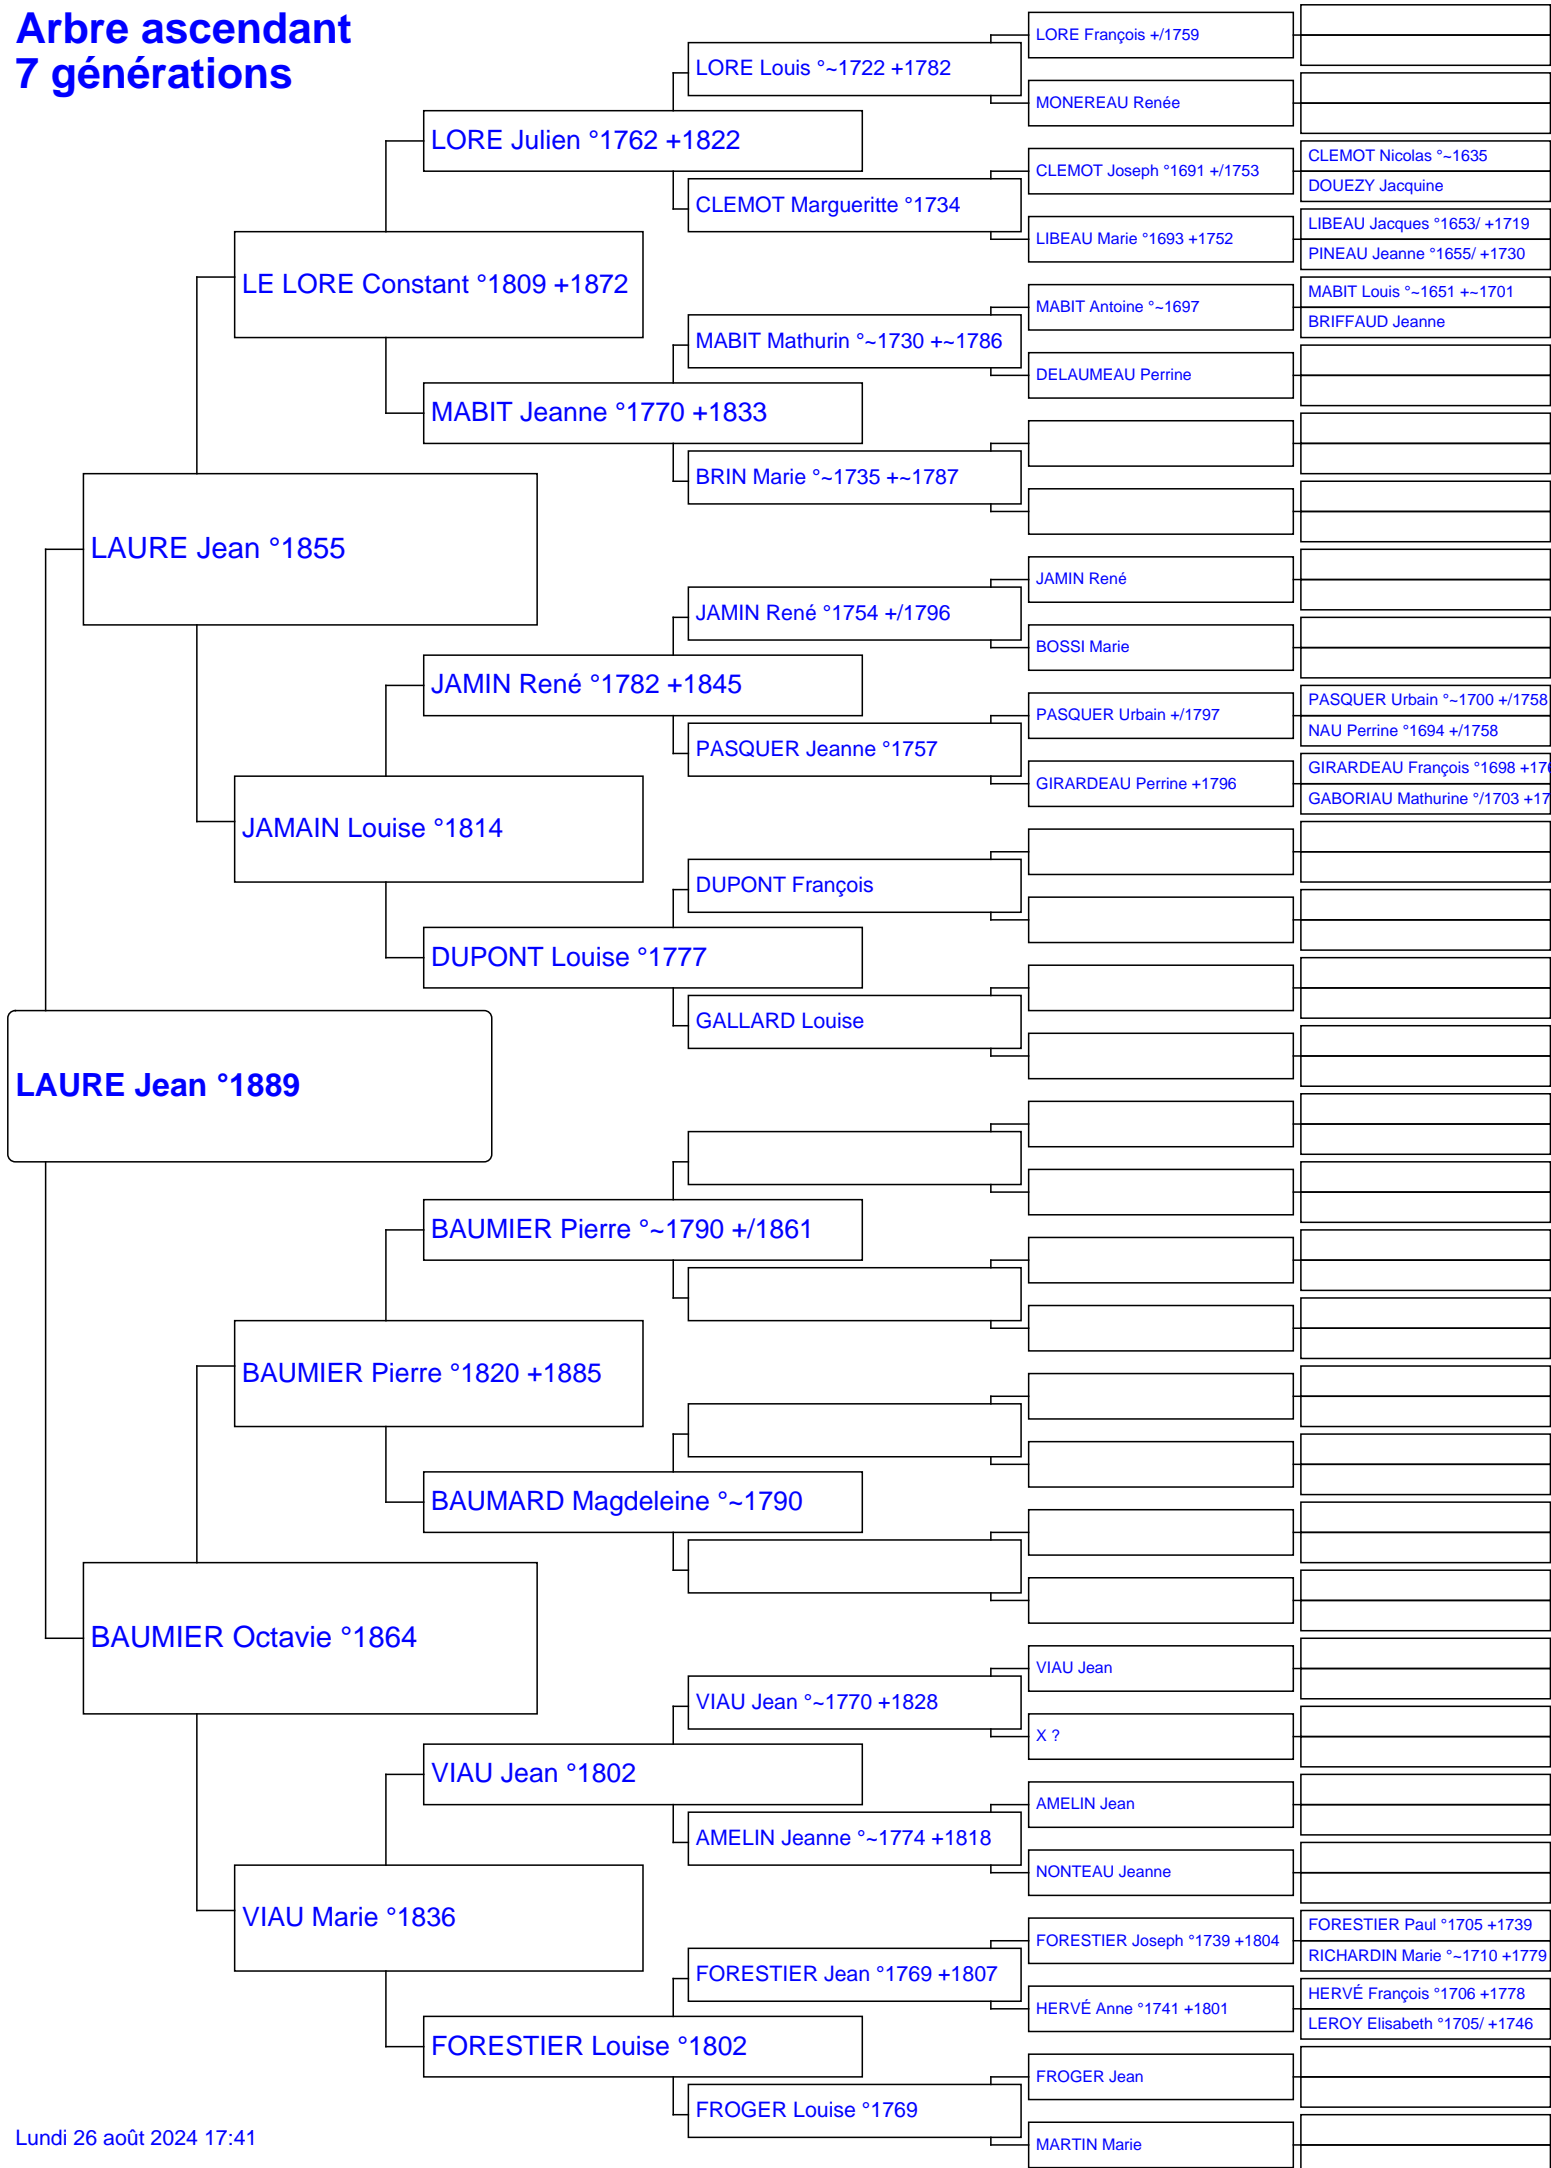 Arbre ascendant
7 générations
LORE François +/1759
LORE Louis °~1722 +1782
MONEREAU Renée
LORE Julien °1762 +1822
CLEMOT Nicolas °~1635
CLEMOT Joseph °1691 +/1753
DOUEZY Jacquine
CLEMOT Margueritte °1734
LIBEAU Jacques °1653/ +1719
LIBEAU Marie °1693 +1752
PINEAU Jeanne °1655/ +1730
LE LORE Constant °1809 +1872
MABIT Louis °~1651 +~1701
MABIT Antoine °~1697
BRIFFAUD Jeanne
MABIT Mathurin °~1730 +~1786
DELAUMEAU Perrine
MABIT Jeanne °1770 +1833
BRIN Marie °~1735 +~1787
LAURE Jean °1855
JAMIN René
JAMIN René °1754 +/1796
BOSSI Marie
JAMIN René °1782 +1845
PASQUER Urbain °~1700 +/1758
PASQUER Urbain +/1797
NAU Perrine °1694 +/1758
PASQUER Jeanne °1757
GIRARDEAU François °1698 +176
GIRARDEAU Perrine +1796
GABORIAU Mathurine °/1703 +17
JAMAIN Louise °1814
DUPONT François
DUPONT Louise °1777
GALLARD Louise
LAURE Jean °1889
BAUMIER Pierre °~1790 +/1861
BAUMIER Pierre °1820 +1885
BAUMARD Magdeleine °~1790
BAUMIER Octavie °1864
VIAU Jean
VIAU Jean °~1770 +1828
X ?
VIAU Jean °1802
AMELIN Jean
AMELIN Jeanne °~1774 +1818
NONTEAU Jeanne
VIAU Marie °1836
FORESTIER Paul °1705 +1739
FORESTIER Joseph °1739 +1804
RICHARDIN Marie °~1710 +1779
FORESTIER Jean °1769 +1807
HERVÉ François °1706 +1778
HERVÉ Anne °1741 +1801
LEROY Elisabeth °1705/ +1746
FORESTIER Louise °1802
FROGER Jean
FROGER Louise °1769
MARTIN Marie
Lundi 26 août 2024 17:41